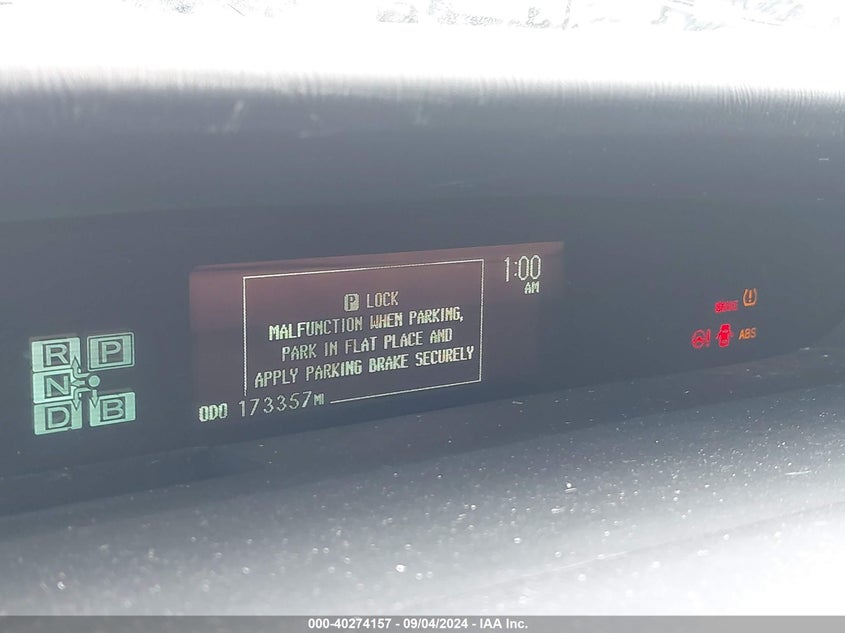 1:00
AM
P LOCK
MALFUNCTION WHEN PARKING,
PARK IN FLAT PLACE AND
APPLY PARKING BRAKE SECURELY
ODO 173357MI
R P
N
D B
ABS
000-40274157 - 09/04/2024 - IAA Inc.